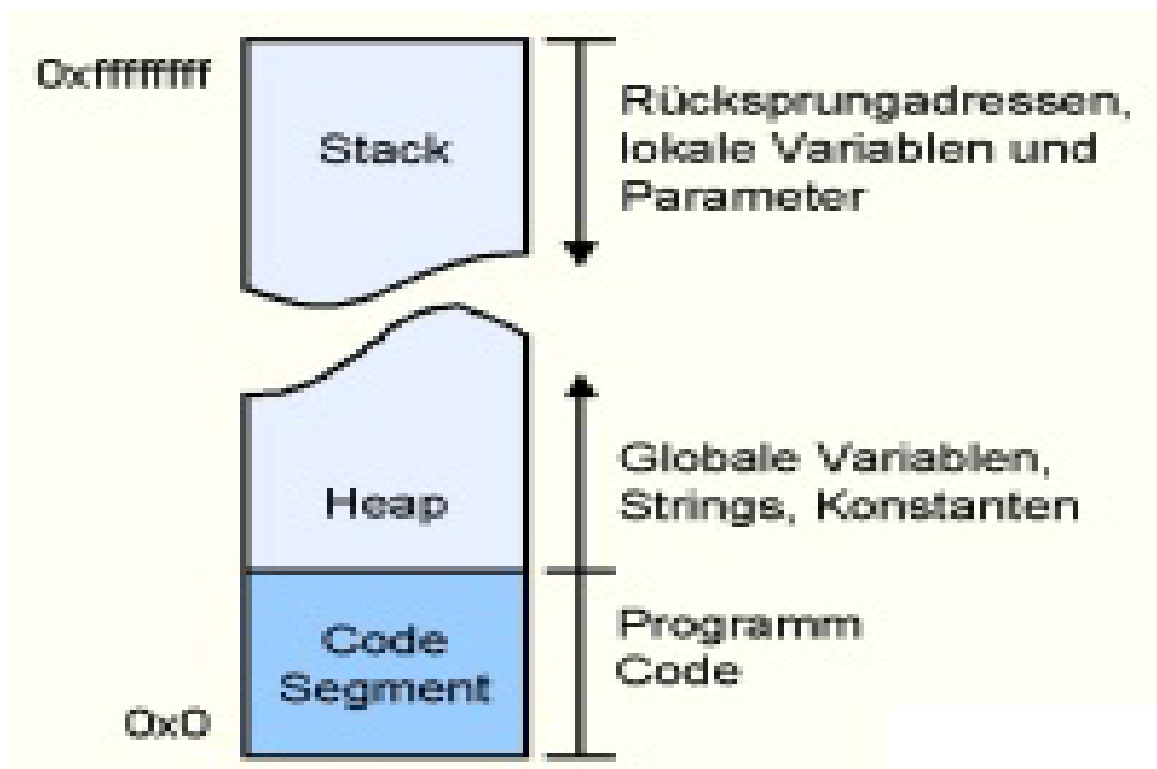 0xffffffff
Stack
Rücksprungadressen,
lokale Variablen und
Parameter
Heap
Globale Variablen,
Strings, Konstanten
Code
Segment
Programm
Code
0x0